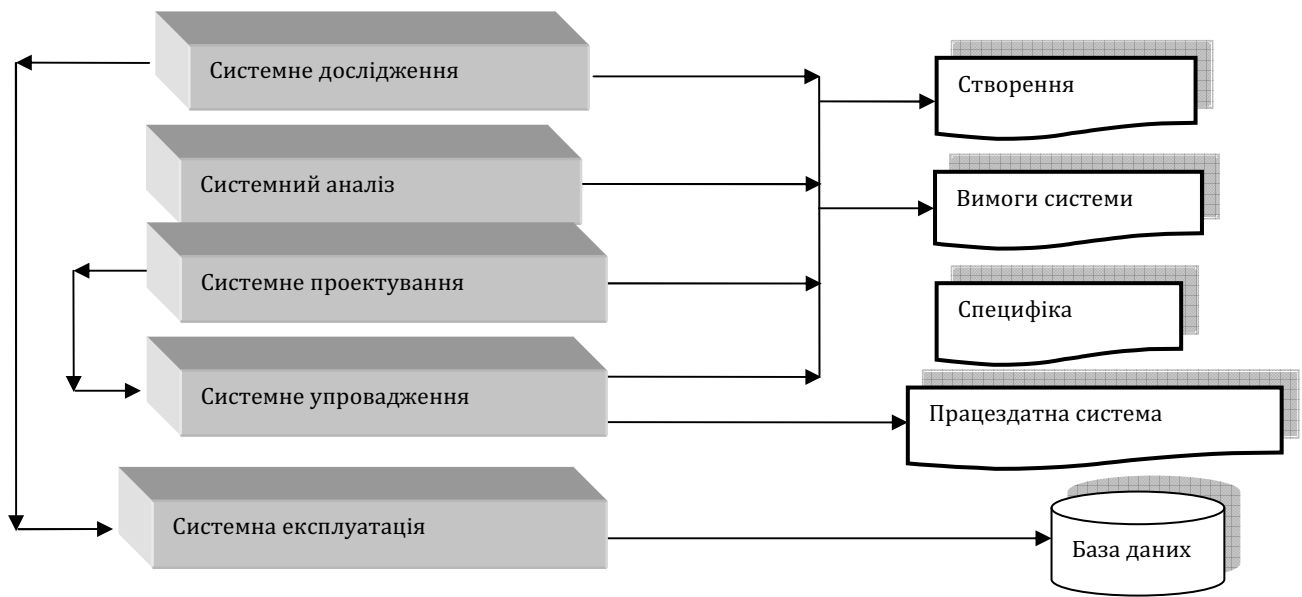 Системне дослідження
Створення
Системний аналіз
Вимоги системи
Системне проектування
Специфіка
Системне упровадження
Працездатна система
Системна експлуатація
База даних